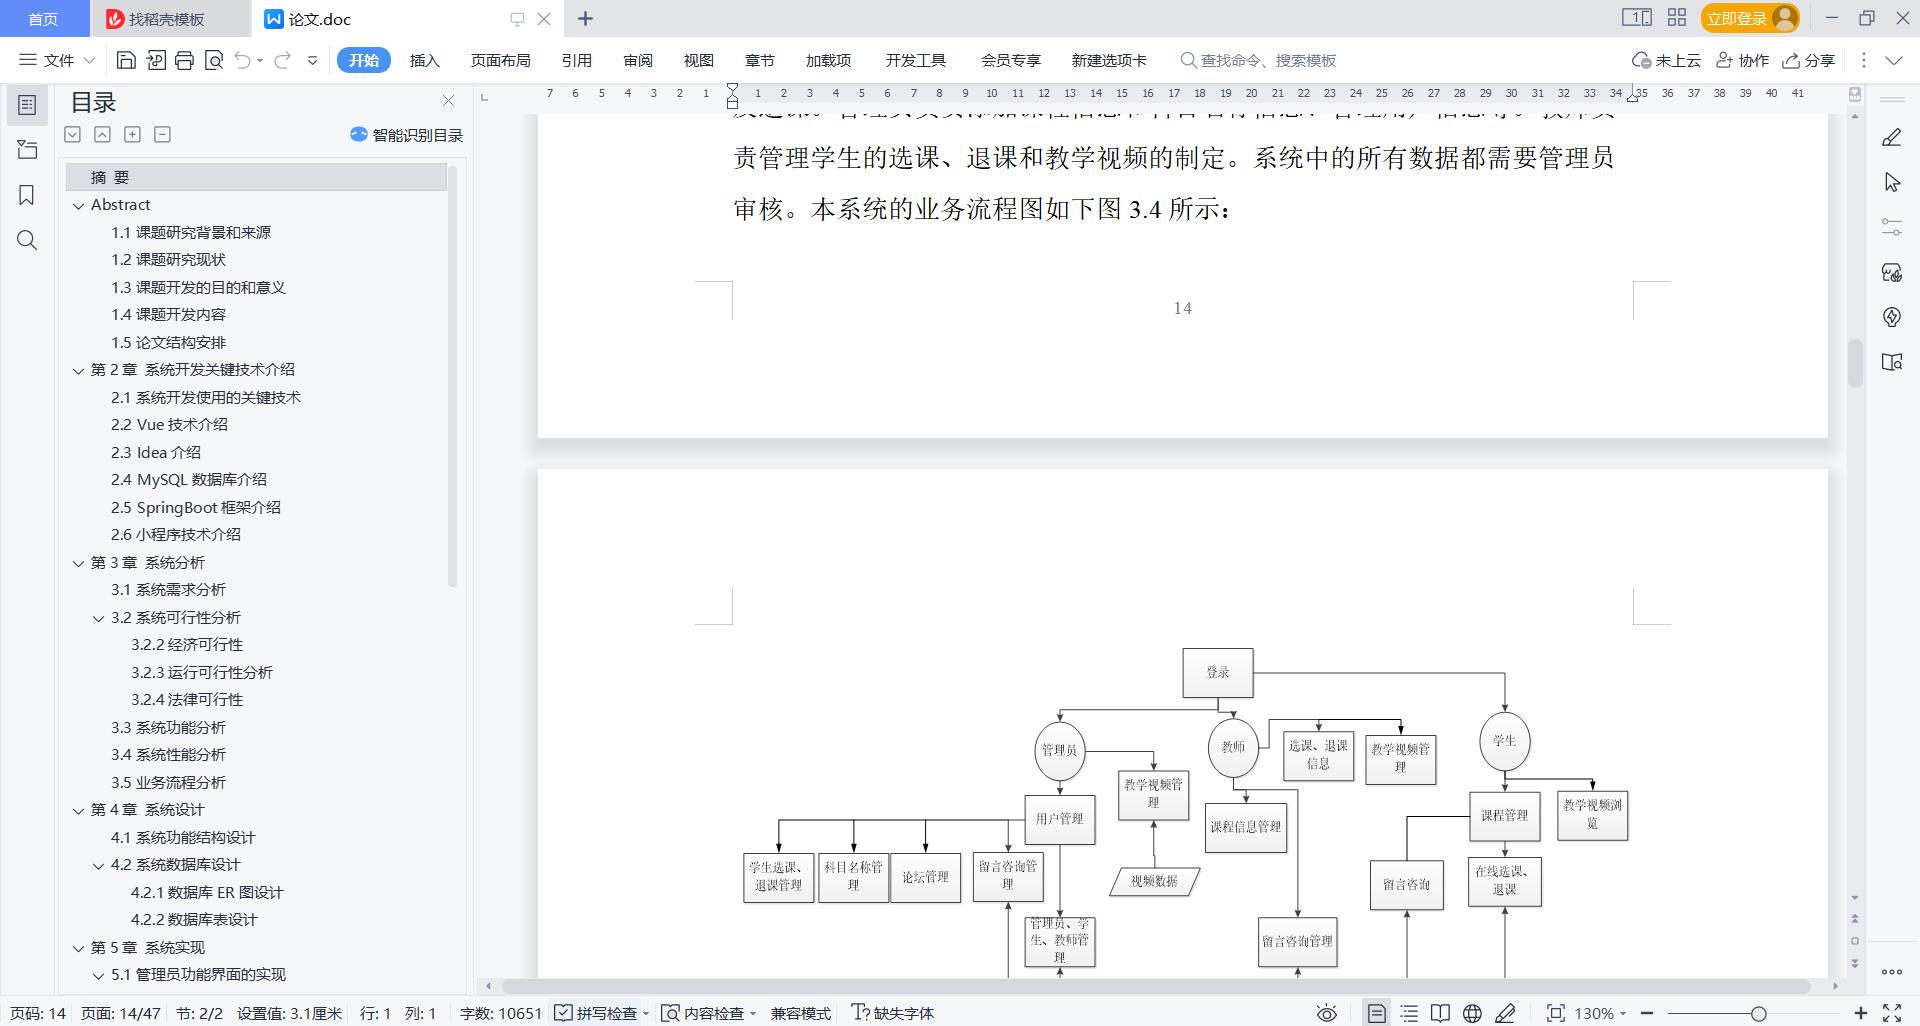 首页
找稻壳模板
论文.doc
立即登录
文件
开始
插入
页面布局
引用
审阅
视图
章节
加载项
开发工具
会员专享
新建选项卡
查找命令、搜索模板
未上云
协作
分享
目录
智能识别目录
摘 要
Abstract
1.1 课题研究背景和来源
1.2 课题研究现状
1.3 课题开发的目的和意义
1.4 课题开发内容
1.5 论文结构安排
第 2 章 系统开发关键技术介绍
2.1 系统开发使用的关键技术
2.2 Vue 技术介绍
2.3 Idea 介绍
2.4 MySQL 数据库介绍
2.5 SpringBoot 框架介绍
2.6 小程序技术介绍
第 3 章 系统分析
3.1 系统需求分析
3.2 系统可行性分析
3.2.2 经济可行性
3.2.3 运行可行性分析
3.2.4 法律可行性
3.3 系统功能分析
3.4 系统性能分析
3.5 业务流程分析
第 4 章 系统设计
4.1 系统功能结构设计
4.2 系统数据库设计
4.2.1 数据库 ER 图设计
4.2.2 数据库表设计
第 5 章 系统实现
5.1 管理员功能界面的实现
7 6 5 4 3 2 1 1 2 3 4 5 6 7 8 9 10 11 12 13 14 15 16 17 18 19 20 21 22 23 24 25 26 27 28 29 30 31 32 33 34 35 36 37 38 39 40 41
责管理学生的选课、退课和教学视频的制定。系统中的所有数据都需要管理员
审核。本系统的业务流程图如下图 3.4 所示：
14
登录
管理员
教师
学生
选课、退课
信息
教学视频管
理
教学视频管
理
用户管理
课程信息管理
课程管理
教学视频浏
览
学生选课、
退课管理
科目名称管
理
论坛管理
留言咨询管
理
视频数据
留言咨询
在线选课、
退课
管理员、学
生、教师管
理
留言咨询管理
页码: 14
页面: 14/47
节: 2/2
设置值: 3.1厘米
行: 1
列: 1
字数: 10651
拼写检查
内容检查
兼容模式
缺失字体
130%